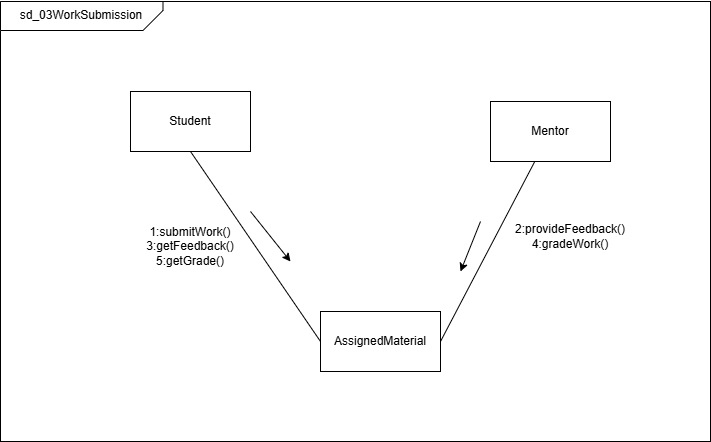 sd_03WorkSubmission
Student
Mentor
1:submitWork()
3:getFeedback()
5:getGrade()
2:provideFeedback()
4:gradeWork()
AssignedMaterial